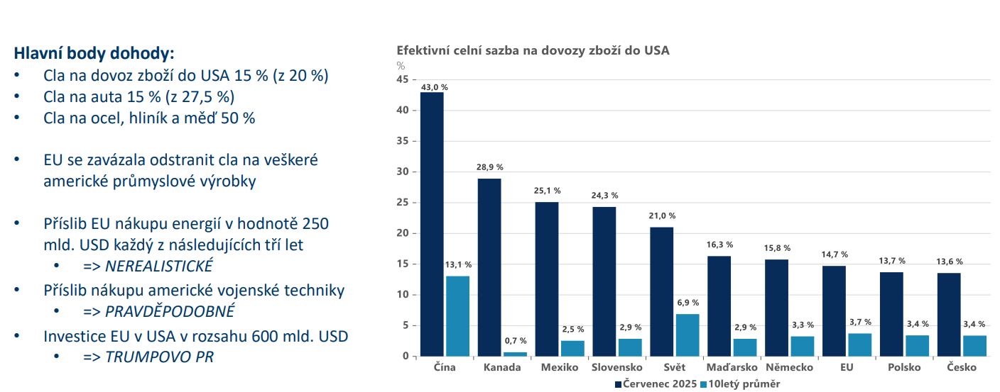 Hlavní body dohody:
• Cla na dovoz zboží do USA 15 % (z 20 %)
• Cla na auta 15 % (z 27,5 %)
• Cla na ocel, hliník a měď 50 %
• EU se zavázala odstranit cla na veškeré
americké průmyslové výrobky
• Příslib EU nákupu energií v hodnotě 250
mld. USD každý z následujících tří let
• => NEREALISTICKÉ
• Příslib nákupu americké vojenské techniky
• => PRAVDĚPODOBNÉ
• Investice EU v USA v rozsahu 600 mld. USD
• => TRUMPOVO PR
Efektivní celní sazba na dovozy zboží do USA
%
45
40
35
30
25
20
15
10
5
0
43,0 %
13,1 %
28,9 %
0,7 %
25,1 %
2,5 %
24,3 %
2,9 %
21,0 %
6,9 %
16,3 %
2,9 %
15,8 %
3,3 %
14,7 %
3,7 %
13,7 %
3,4 %
13,6 %
3,4 %
Čína Kanada Mexiko Slovensko Svět Maďarsko Německo EU Polsko Česko
Červenec 2025 10letý průměr